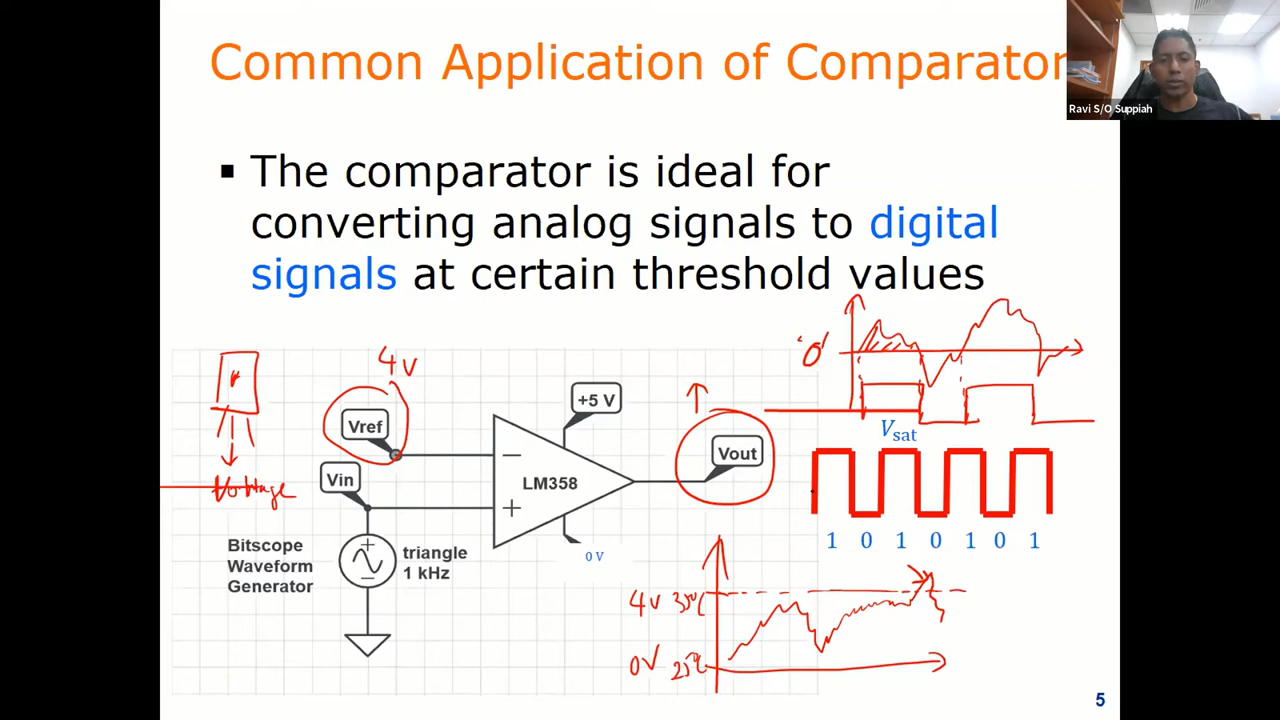 Common Application of Comparator
Ravi S/O Suppiah
▪ The comparator is ideal for
converting analog signals to digital
signals at certain threshold values
4V
'0'
Vref
+5 V
Vsat
Vout
Vin
LM358
−
+
Voltage
Bitscope
Waveform
Generator
triangle
1 kHz
0 V
1 0 1 0 1 0 1
4V 35°C
0V 25°C
5